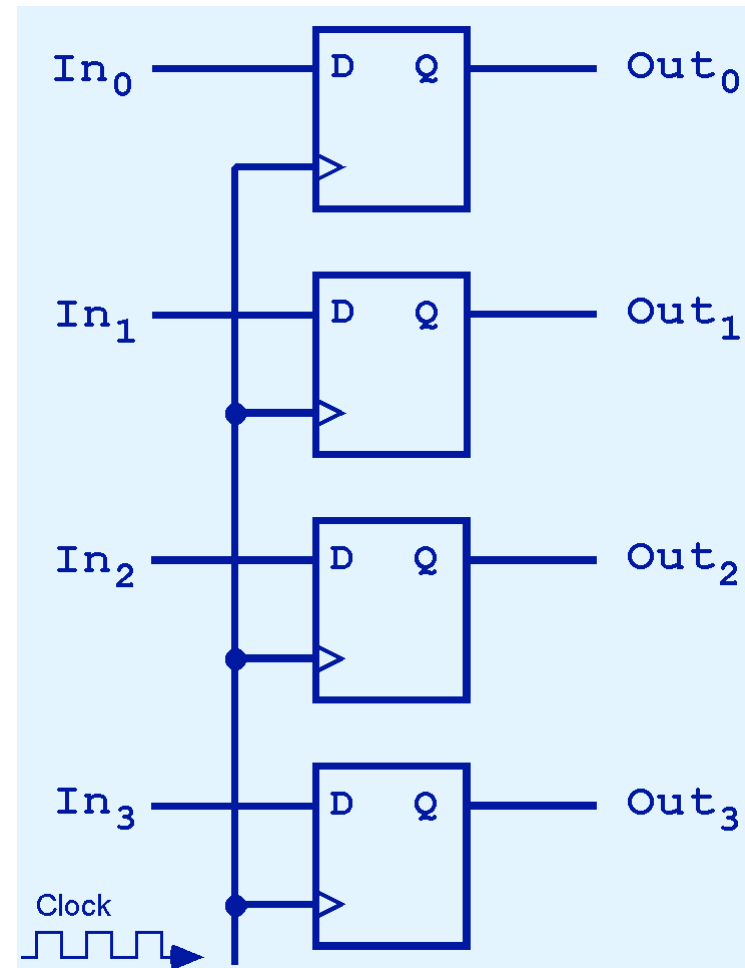 In0 D Q Out0
In1 D Q Out1
In2 D Q Out2
In3 D Q Out3
Clock